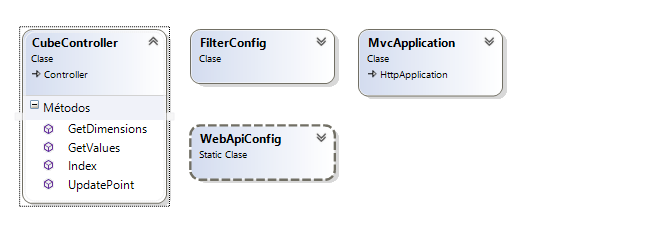 CubeController
Clase
Controller
Métodos
GetDimensions
GetValues
Index
UpdatePoint
FilterConfig
Clase
WebApiConfig
Static Clase
MvcApplication
Clase
HttpApplication